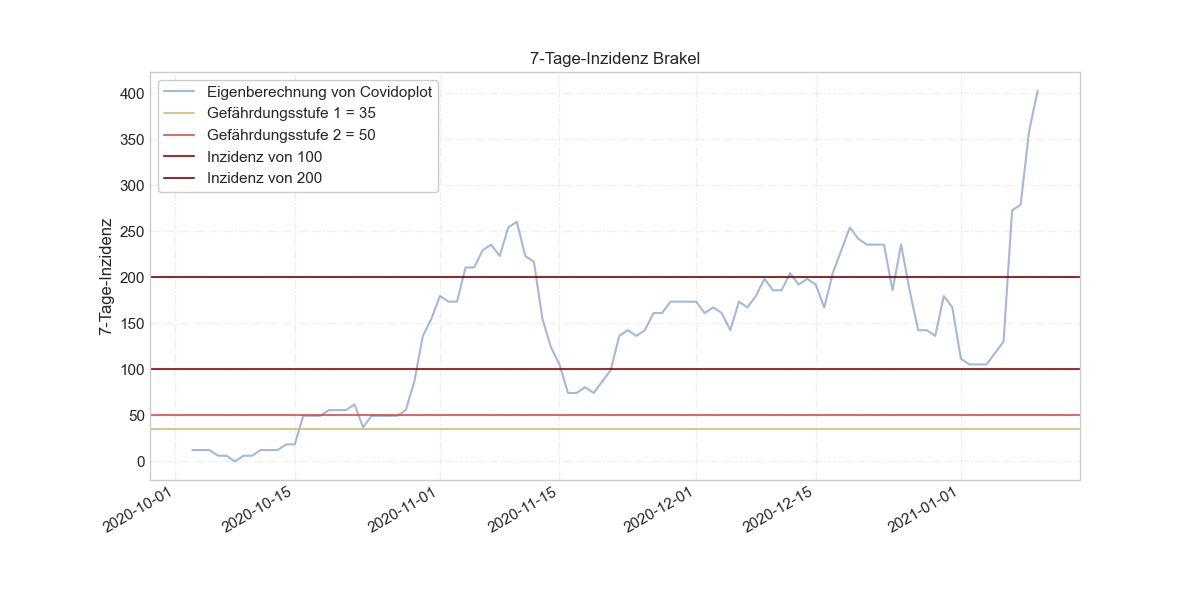 7-Tage-Inzidenz Brakel
7-Tage-Inzidenz
400
350
300
250
200
150
100
50
0
Eigenberechnung von Covidoplot
Gefährdungsstufe 1 = 35
Gefährdungsstufe 2 = 50
Inzidenz von 100
Inzidenz von 200
2020-10-01
2020-10-15
2020-11-01
2020-11-15
2020-12-01
2020-12-15
2021-01-01